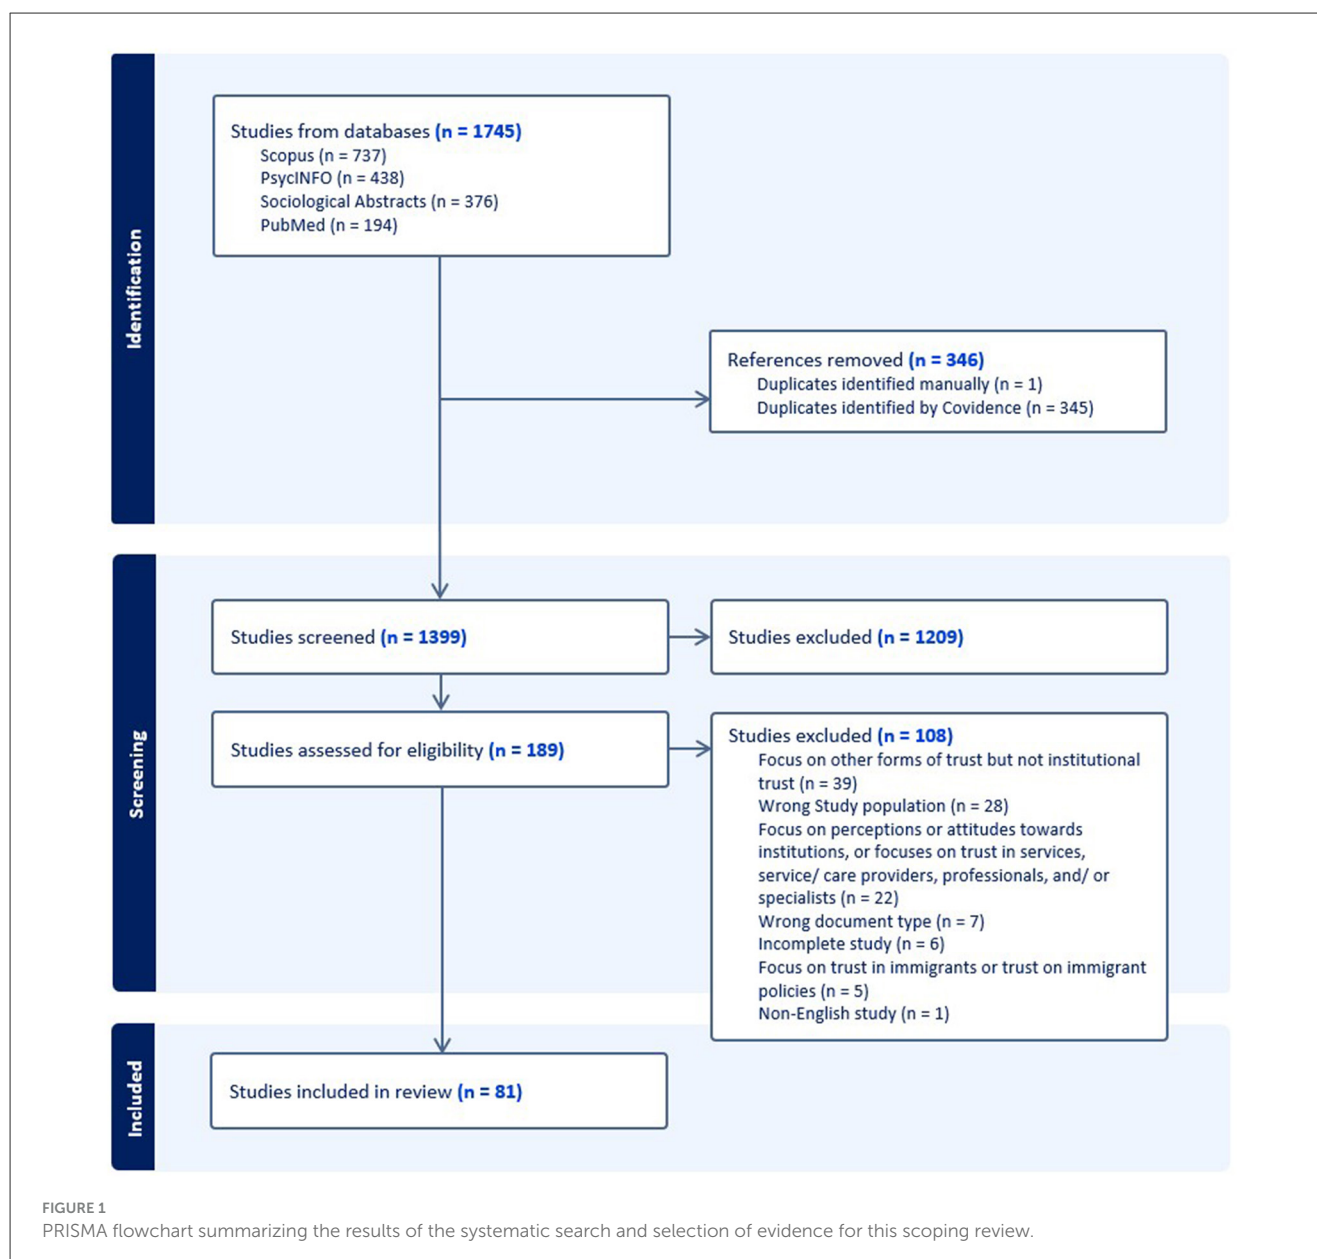 Identification
Studies from databases (n = 1745)
Scopus (n = 737)
PsycINFO (n = 438)
Sociological Abstracts (n = 376)
PubMed (n = 194)
References removed (n = 346)
Duplicates identified manually (n = 1)
Duplicates identified by Covidence (n = 345)
Screening
Studies screened (n = 1399)
Studies excluded (n = 1209)
Studies assessed for eligibility (n = 189)
Studies excluded (n = 108)
Focus on other forms of trust but not institutional
trust (n = 39)
Wrong Study population (n = 28)
Focus on perceptions or attitudes towards
institutions, or focuses on trust in services,
service/ care providers, professionals, and/ or
specialists (n = 22)
Wrong document type (n = 7)
Incomplete study (n = 6)
Focus on trust in immigrants or trust on immigrant
policies (n = 5)
Non-English study (n = 1)
Included
Studies included in review (n = 81)
FIGURE 1
PRISMA flowchart summarizing the results of the systematic search and selection of evidence for this scoping review.